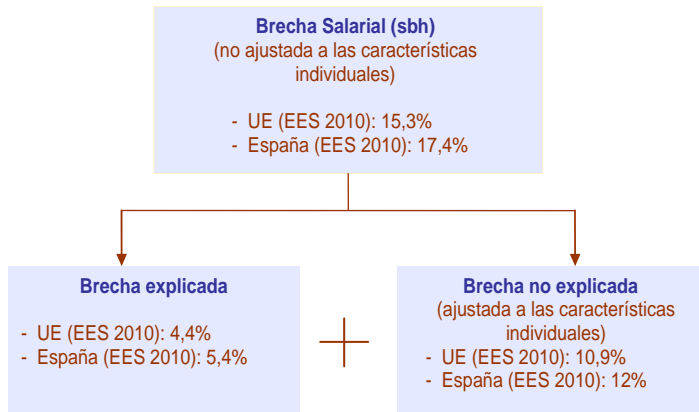 Brecha Salarial (sbh)
(no ajustada a las características
individuales)
- UE (EES 2010): 15,3%
- España (EES 2010): 17,4%
Brecha explicada
- UE (EES 2010): 4,4%
- España (EES 2010): 5,4%
Brecha no explicada
(ajustada a las características
individuales)
- UE (EES 2010): 10,9%
- España (EES 2010): 12%